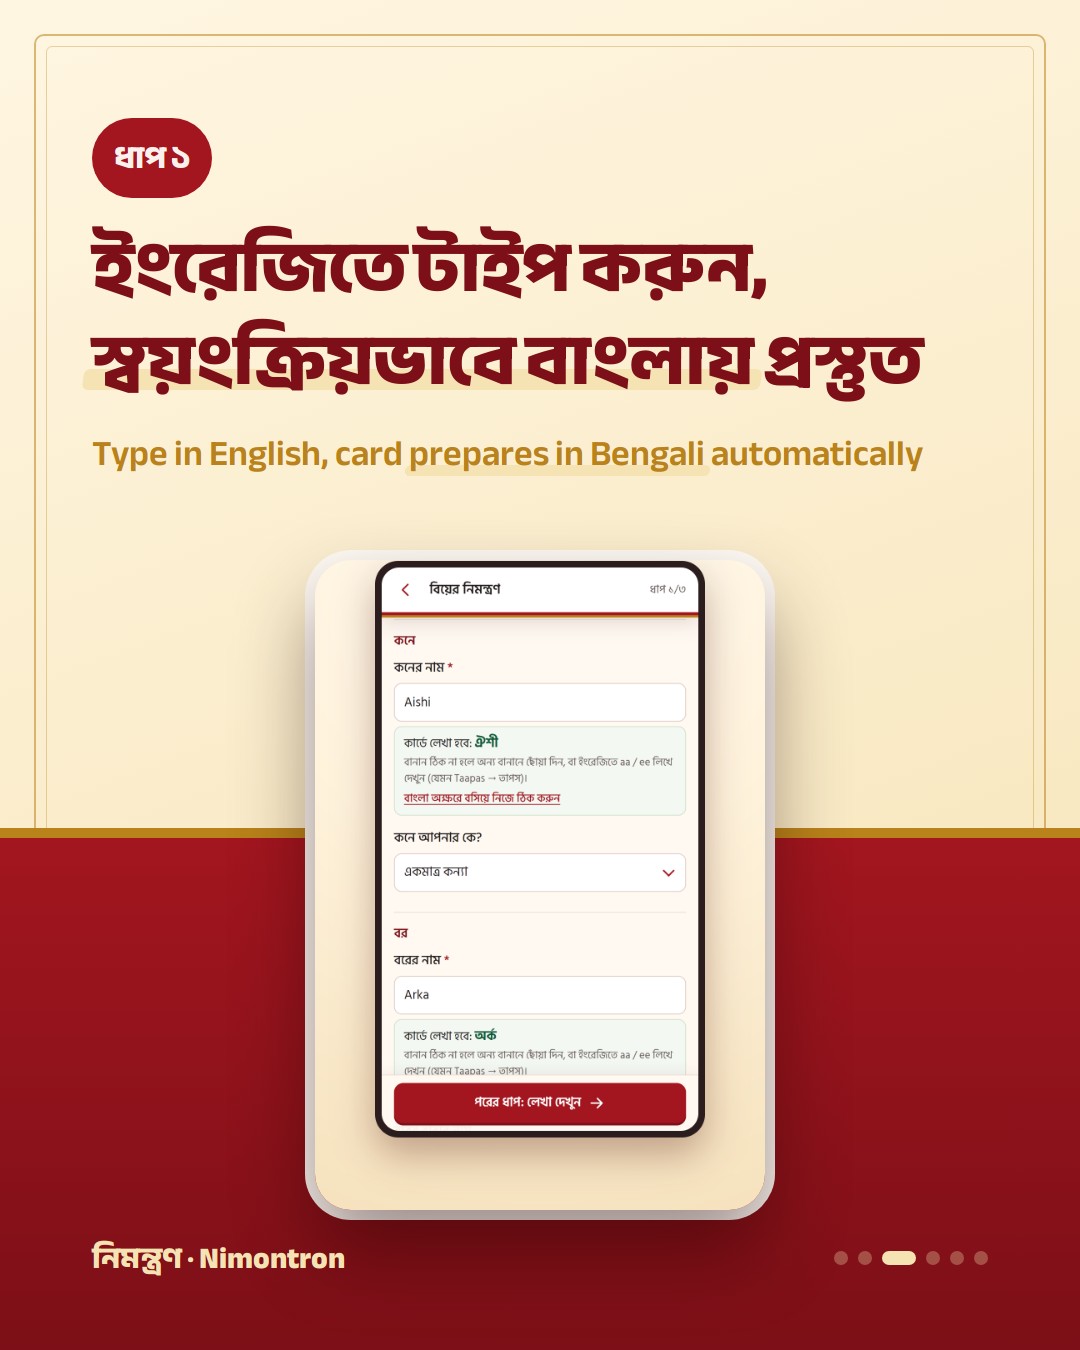 ধাপ ১
ইংরেজিতে টাইপ করুন,
স্বয়ংক্রিয়ভাবে বাংলায় প্রস্তুত
Type in English, card prepares in Bengali automatically
বিয়ের নিমন্ত্রণ ধাপ ১/৩
কনে
কনের নাম *
Aishi
কার্ডে লেখা হবে: ঐশী
বানান ঠিক না হলে অন্য বানানে ছোঁয়া দিন, বা ইংরেজিতে aa / ee লিখে
দেখুন (যেমন Taapas → তাপস)।
বাংলা অক্ষরে বসিয়ে নিজে ঠিক করুন
কনে আপনার কে?
একমাত্র কন্যা
বর
বরের নাম *
Arka
কার্ডে লেখা হবে: অর্ক
বানান ঠিক না হলে অন্য বানানে ছোঁয়া দিন, বা ইংরেজিতে aa / ee লিখে
দেখুন (যেমন Taapas → তাপস)।
পরের ধাপ: লেখা দেখুন →
নিমন্ত্রণ · Nimontron